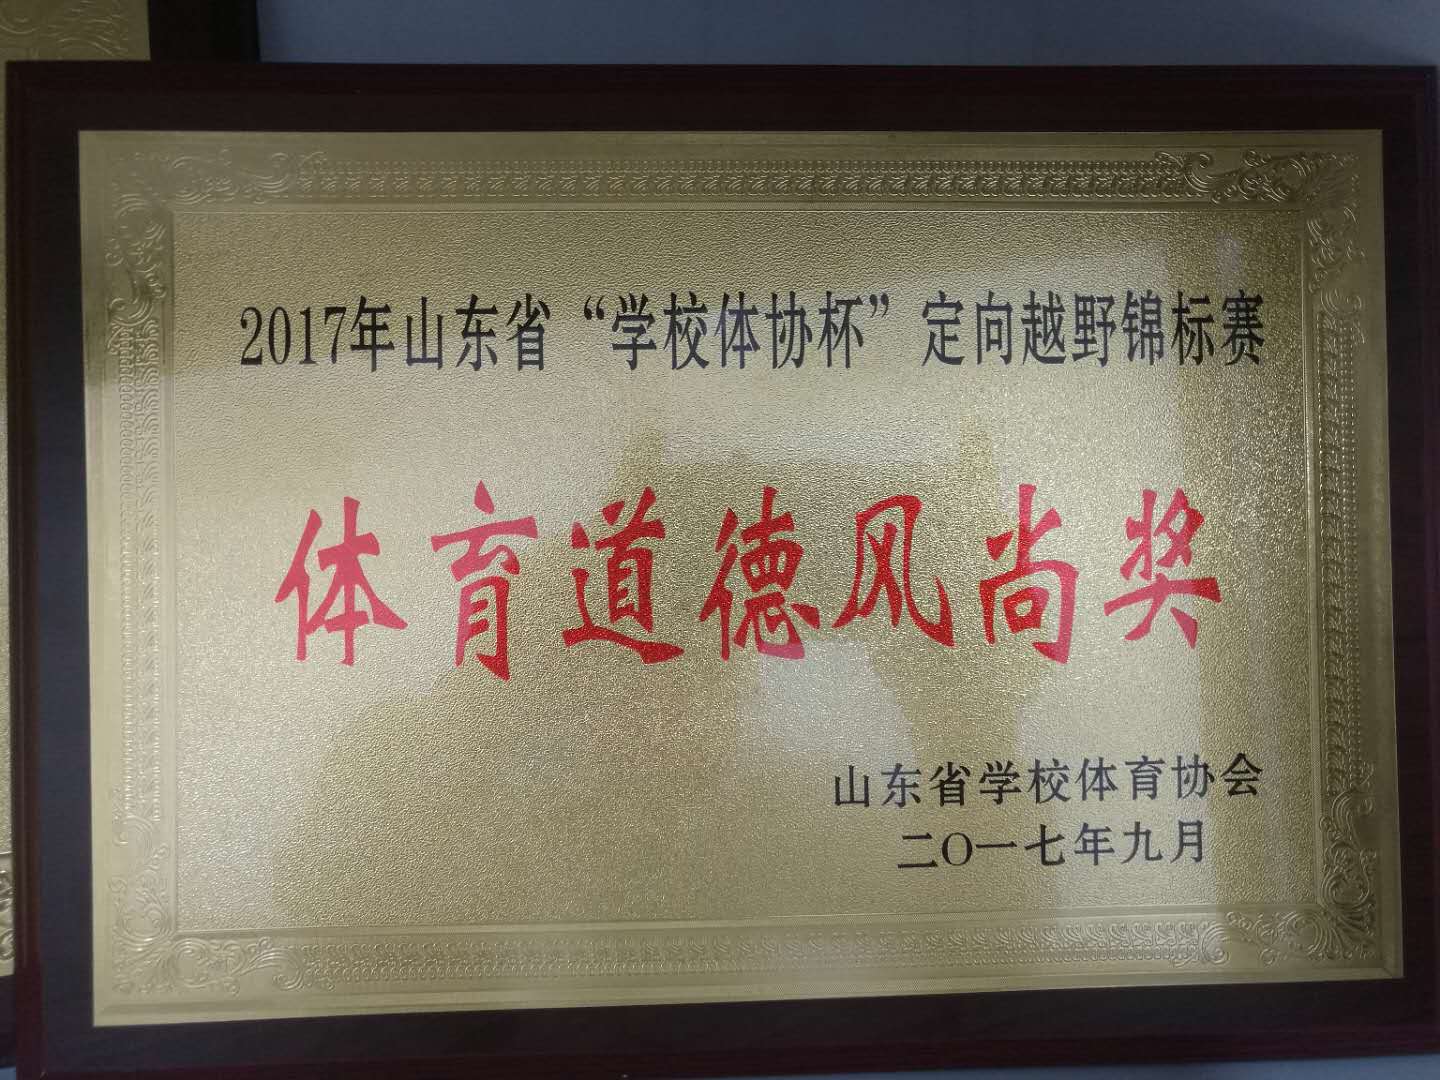 2017年山东省“学校体协杯”定向越野锦标赛
体育道德风尚奖
山东省学校体育协会
二〇一七年九月